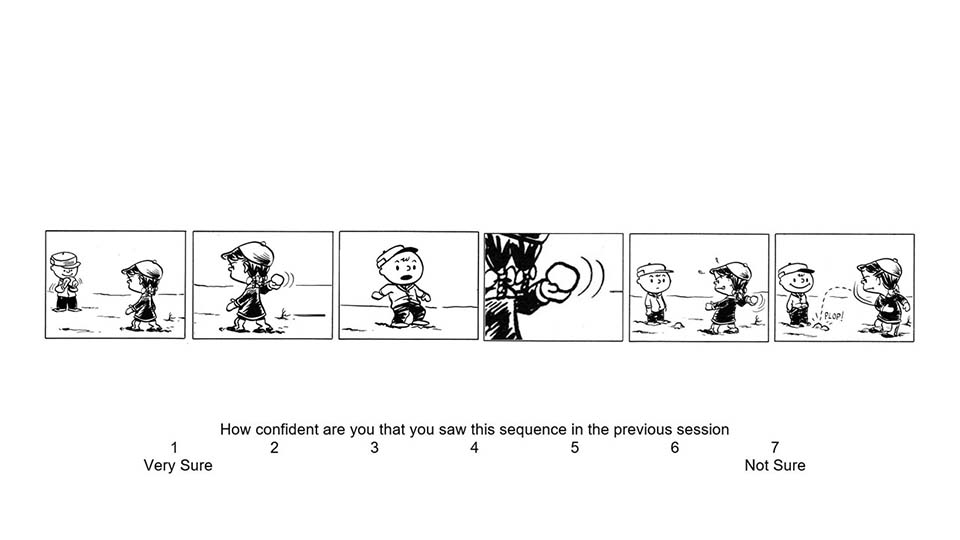 PLOP!
How confident are you that you saw this sequence in the previous session
1 2 3 4 5 6 7
Very Sure Not Sure